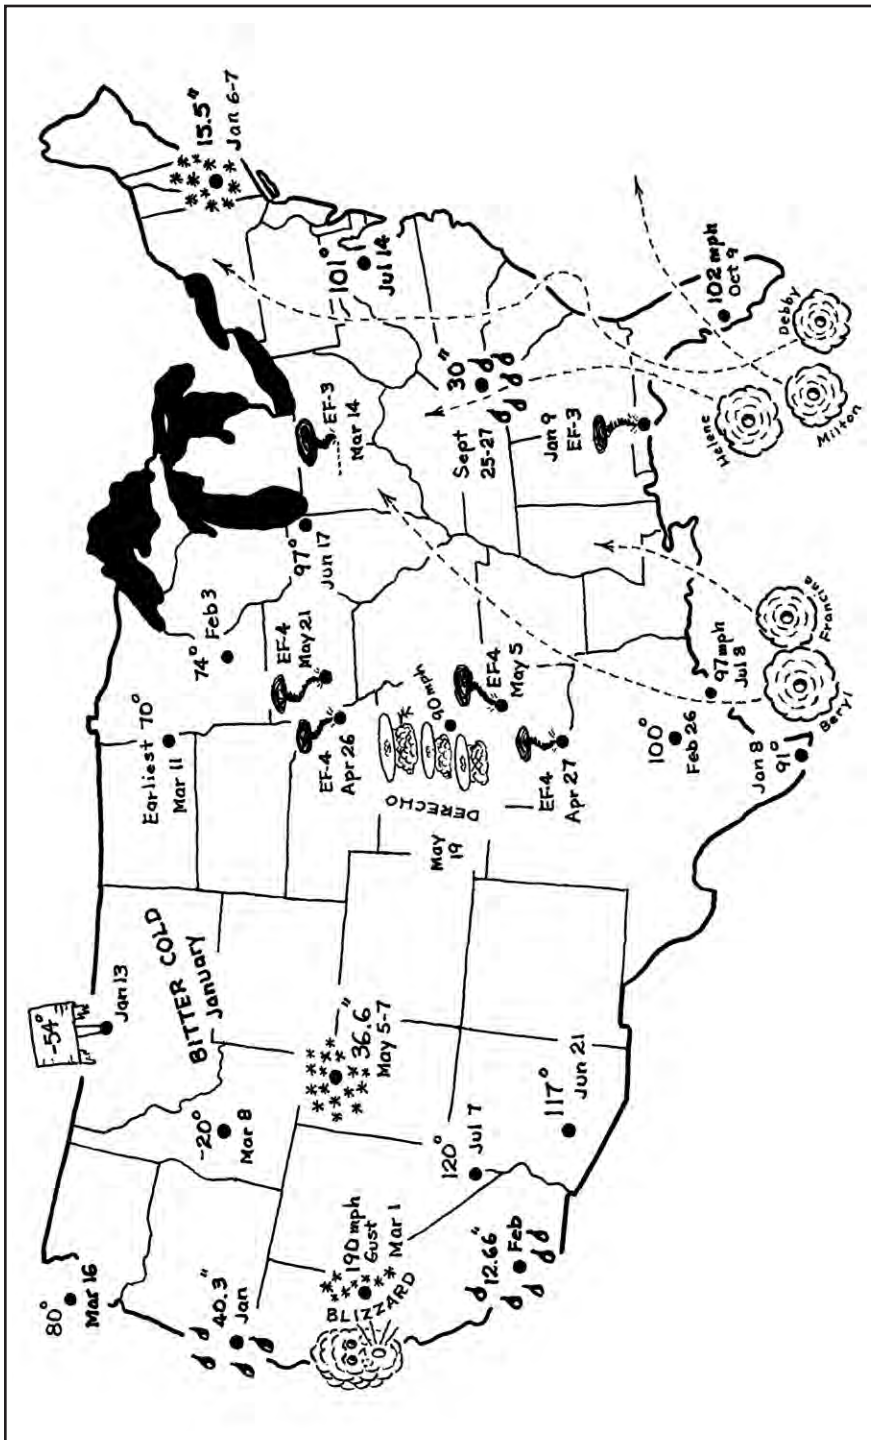 80°
Mar 16
40.3"
Jan
190 mph
Gust
Mar 1
BLIZZARD
12.66"
Feb
-20°
Mar 8
120°
Jul 7
117°
Jun 21
-54°
Jan 13
BITTER COLD
January
36.6"
May 5-7
Earliest 70°
Mar 11
74° Feb 3
EF-4
May 21
EF-4
Apr 26
97°
Jun 17
DERECHO
May
19
90 mph
EF-4
May 5
EF4
Apr 27
100°
Feb 26
Jan 8
91°
97mph
Jul 8
Beryl
Francine
EF-3
Mar 14
Sept
25-27
30"
Jan 9
EF-3
101°
Jul 14
15.5"
Jan 6-7
102 mph
Oct 9
Helene
Milton
Debby